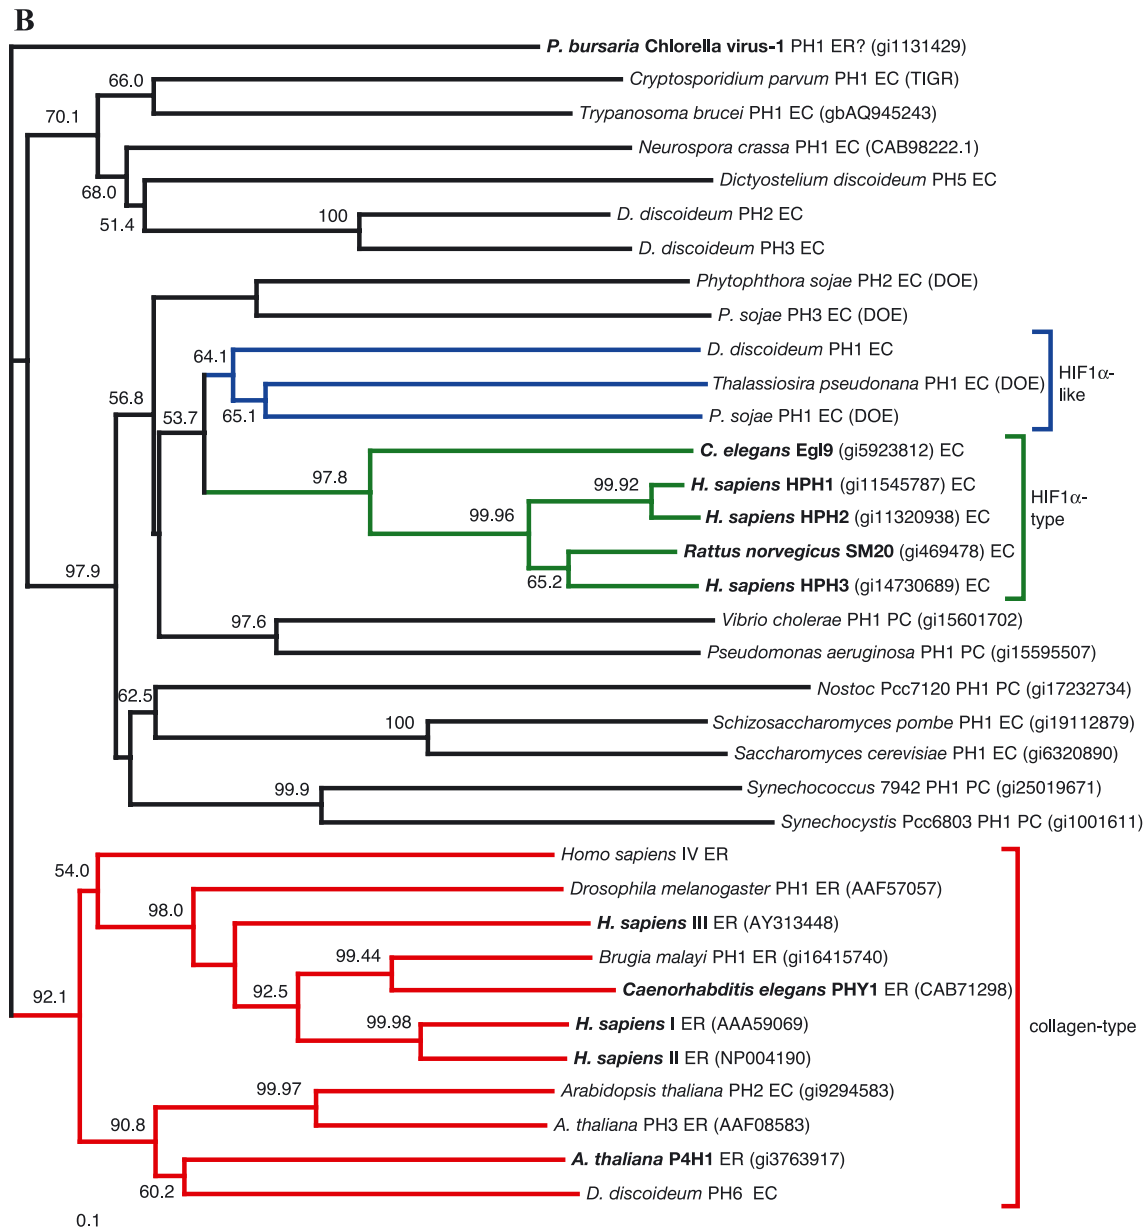 B
P. bursaria Chlorella virus-1 PH1 ER? (gi1131429)
66.0
Cryptosporidium parvum PH1 EC (TIGR)
70.1
Trypanosoma brucei PH1 EC (gbAQ945243)
Neurospora crassa PH1 EC (CAB98222.1)
68.0
Dictyostelium discoideum PH5 EC
51.4
100
D. discoideum PH2 EC
D. discoideum PH3 EC
Phytophthora sojae PH2 EC (DOE)
P. sojae PH3 EC (DOE)
64.1
D. discoideum PH1 EC
HIF1α-
like
56.8
53.7
Thalassiosira pseudonana PH1 EC (DOE)
65.1
P. sojae PH1 EC (DOE)
97.8
C. elegans Egl9 (gi5923812) EC
99.92
H. sapiens HPH1 (gi11545787) EC
HIF1α-
type
99.96
H. sapiens HPH2 (gi11320938) EC
Rattus norvegicus SM20 (gi469478) EC
97.9
65.2
H. sapiens HPH3 (gi14730689) EC
97.6
Vibrio cholerae PH1 PC (gi15601702)
Pseudomonas aeruginosa PH1 PC (gi15595507)
62.5
Nostoc Pcc7120 PH1 PC (gi17232734)
100
Schizosaccharomyces pombe PH1 EC (gi19112879)
Saccharomyces cerevisiae PH1 EC (gi6320890)
99.9
Synechococcus 7942 PH1 PC (gi25019671)
Synechocystis Pcc6803 PH1 PC (gi1001611)
54.0
Homo sapiens IV ER
98.0
Drosophila melanogaster PH1 ER (AAF57057)
H. sapiens III ER (AY313448)
99.44
Brugia malayi PH1 ER (gi16415740)
92.1
92.5
Caenorhabditis elegans PHY1 ER (CAB71298)
99.98
H. sapiens I ER (AAA59069)
collagen-type
H. sapiens II ER (NP004190)
99.97
Arabidopsis thaliana PH2 EC (gi9294583)
90.8
A. thaliana PH3 ER (AAF08583)
A. thaliana P4H1 ER (gi3763917)
60.2
D. discoideum PH6 EC
0.1